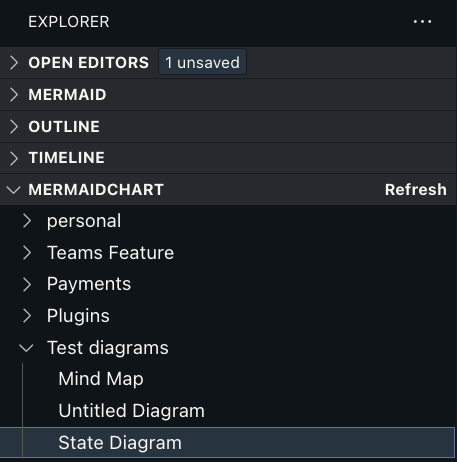 EXPLORER ...
OPEN EDITORS 1 unsaved
MERMAID
OUTLINE
TIMELINE
MERMAIDCHART Refresh
personal
Teams Feature
Payments
Plugins
Test diagrams
Mind Map
Untitled Diagram
State Diagram